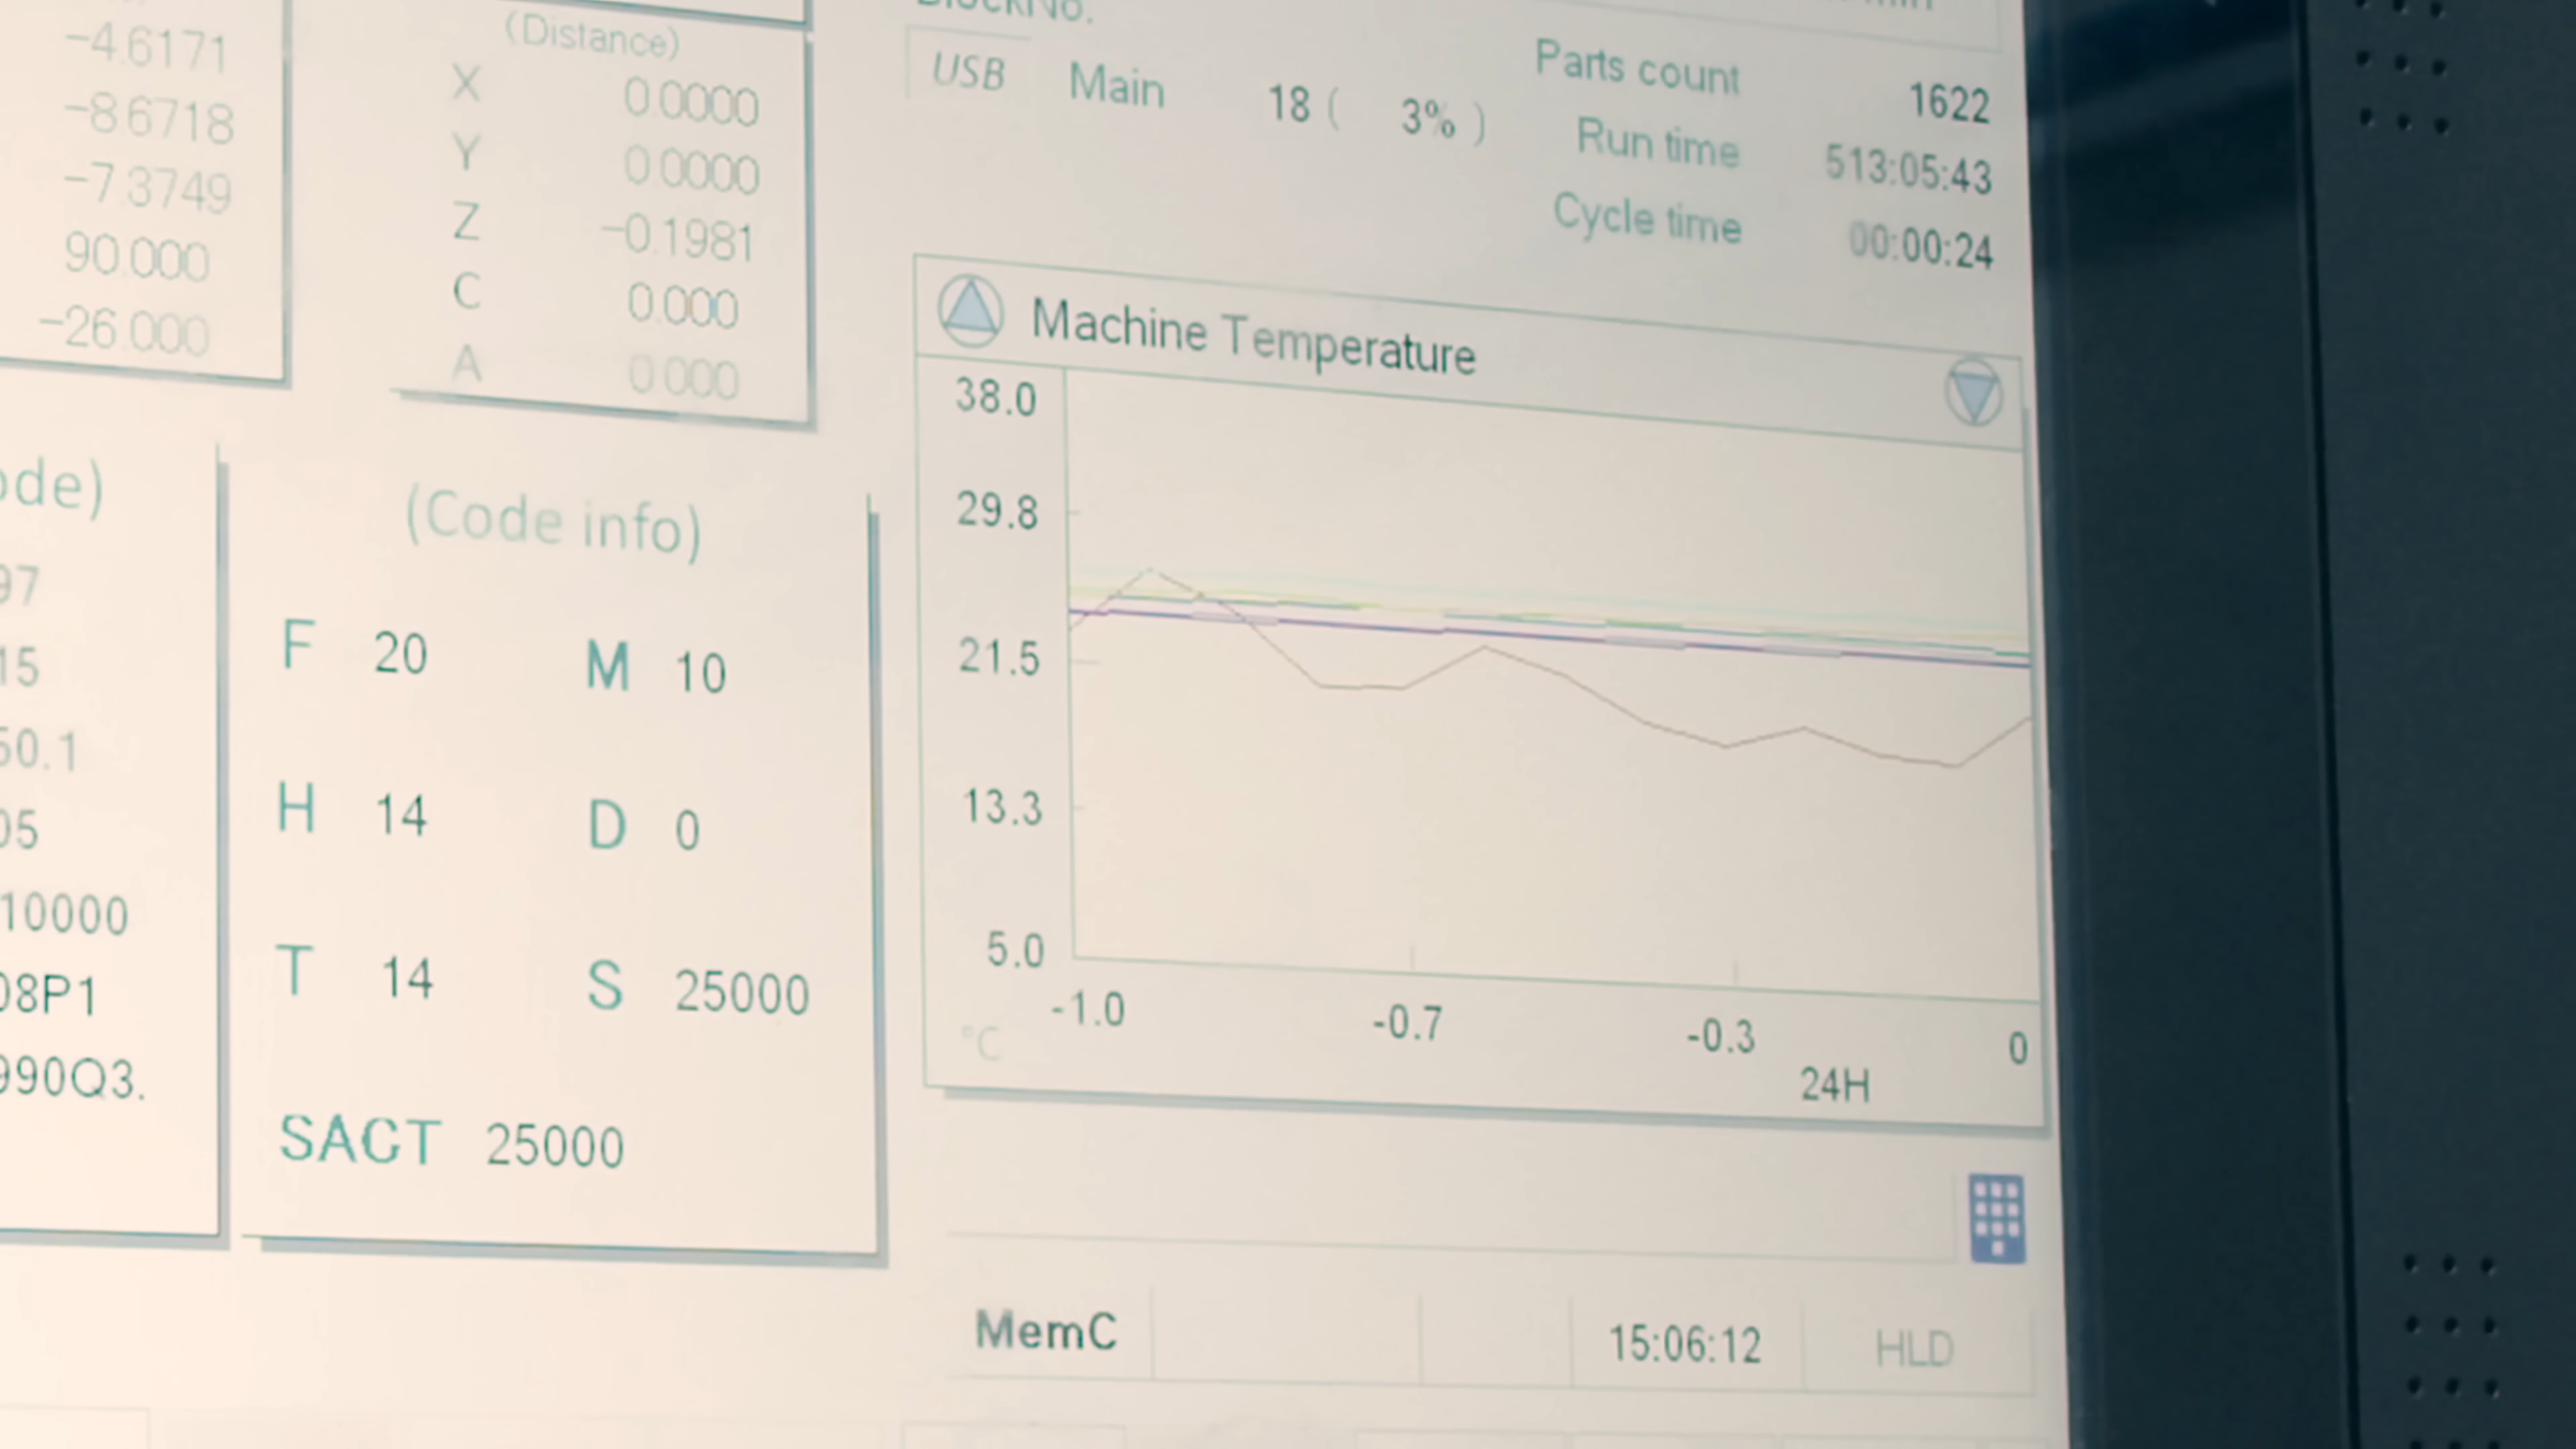 -4.6171
-8.6718
-7.3749
90.000
-26.000
(Distance)
X 0.0000
Y 0.0000
Z -0.1981
C 0.000
A 0.000
BlockNo.
USB Main 18 ( 3% )
Parts count 1622
Run time 513:05:43
Cycle time 00:00:24
Machine Temperature
38.0
29.8
21.5
13.3
5.0
°C
-1.0 -0.7 -0.3 0
24H
ode)
97
15
50.1
05
10000
08P1
990Q3.
(Code info)
F 20 M 10
H 14 D 0
T 14 S 25000
SACT 25000
MemC 15:06:12 HLD